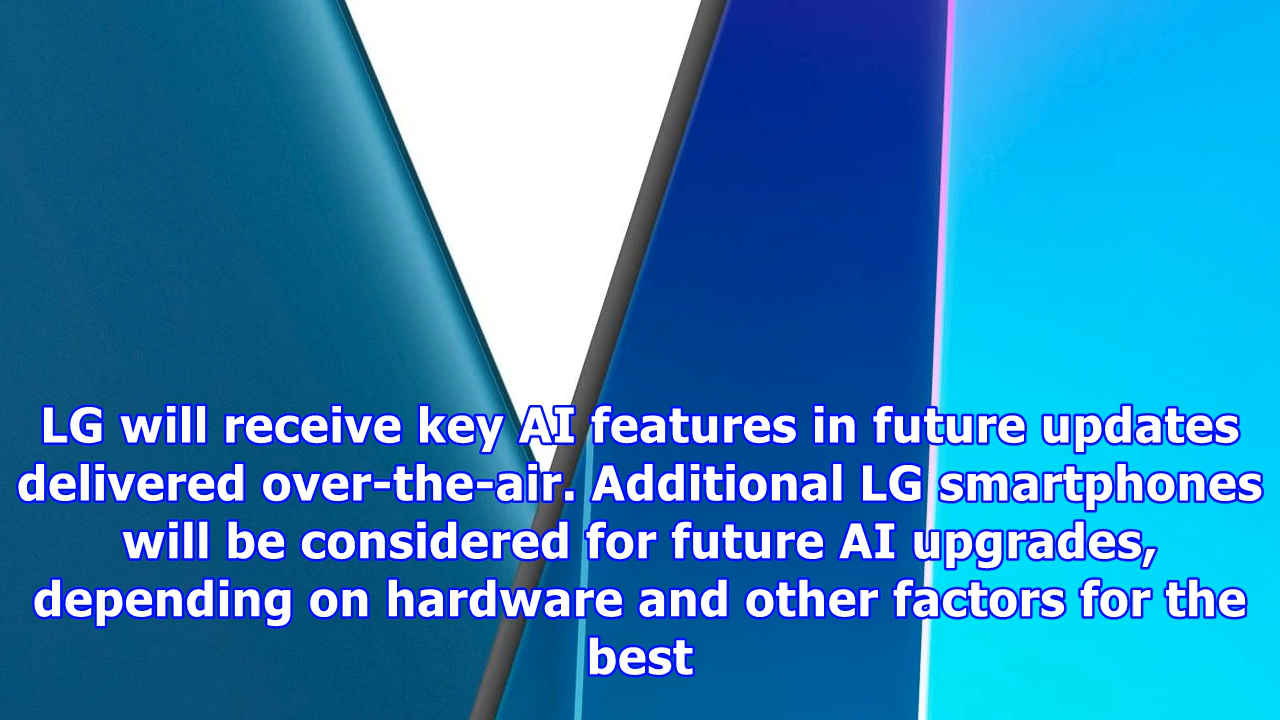 LG will receive key AI features in future updates
delivered over-the-air. Additional LG smartphones
will be considered for future AI upgrades,
depending on hardware and other factors for the
best